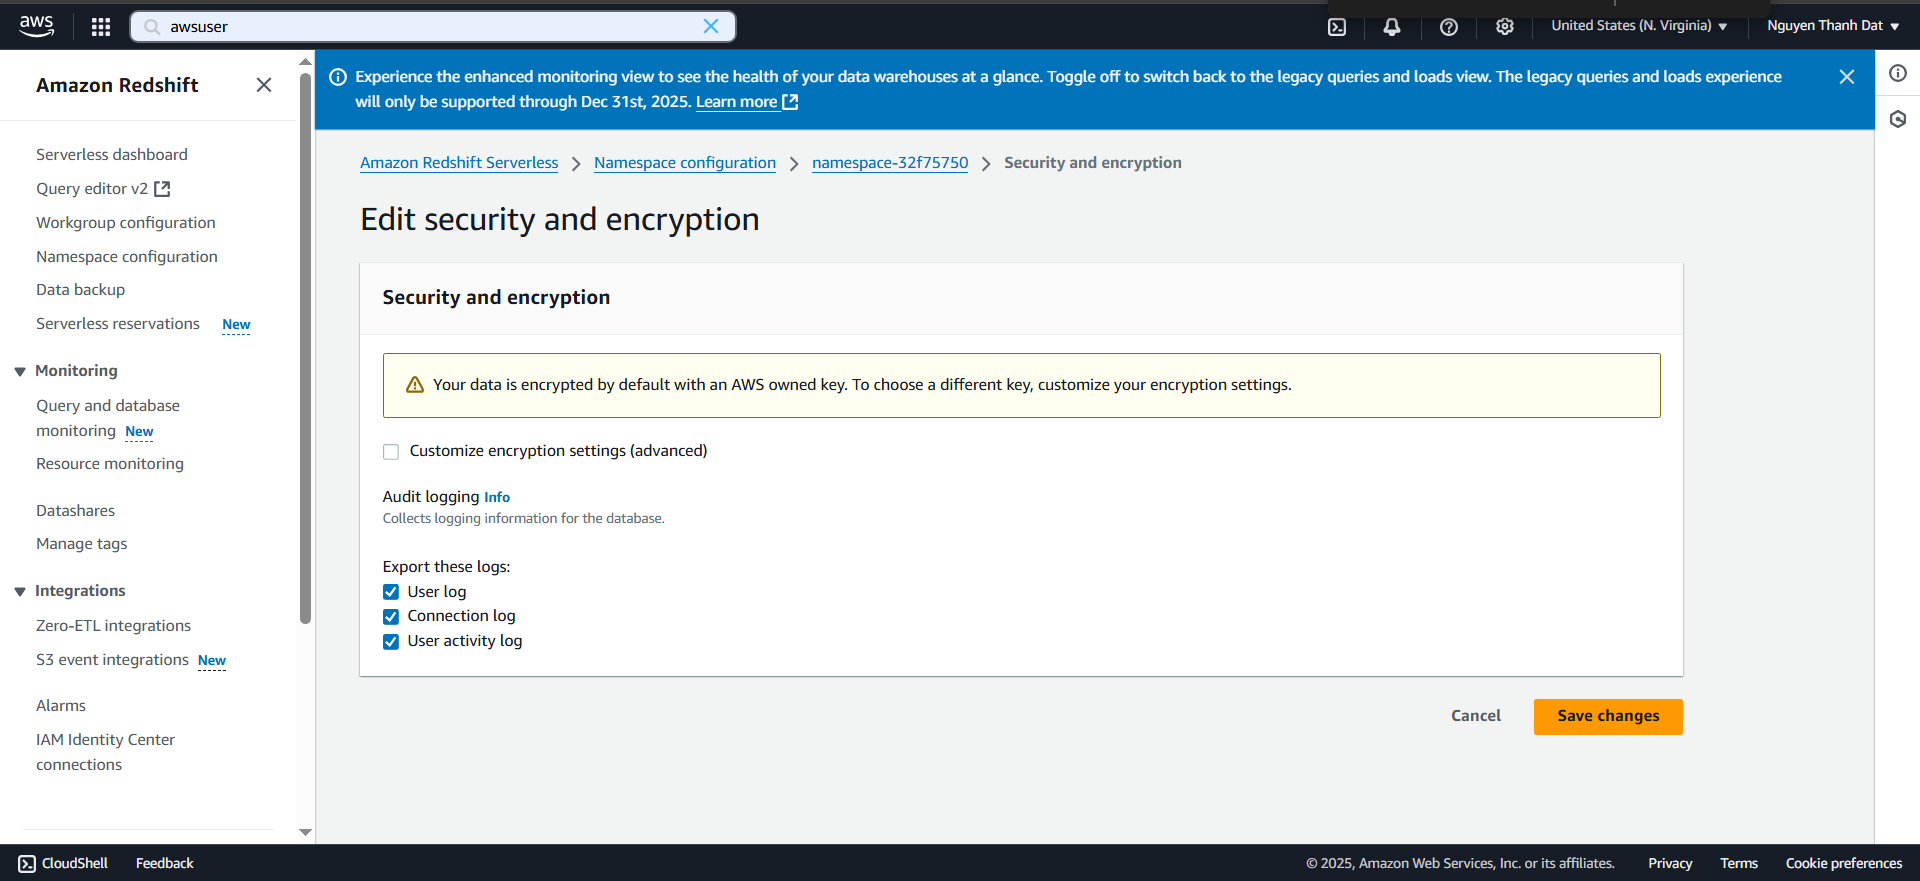 aws
awsuser
United States (N. Virginia)
Nguyen Thanh Dat
Amazon Redshift
Serverless dashboard
Query editor v2
Workgroup configuration
Namespace configuration
Data backup
Serverless reservations New
Monitoring
Query and database
monitoring New
Resource monitoring
Datashares
Manage tags
Integrations
Zero-ETL integrations
S3 event integrations New
Alarms
IAM Identity Center
connections
Experience the enhanced monitoring view to see the health of your data warehouses at a glance. Toggle off to switch back to the legacy queries and loads view. The legacy queries and loads experience
will only be supported through Dec 31st, 2025. Learn more
Amazon Redshift Serverless > Namespace configuration > namespace-32f75750 > Security and encryption
Edit security and encryption
Security and encryption
Your data is encrypted by default with an AWS owned key. To choose a different key, customize your encryption settings.
Customize encryption settings (advanced)
Audit logging Info
Collects logging information for the database.
Export these logs:
User log
Connection log
User activity log
Cancel
Save changes
CloudShell
Feedback
© 2025, Amazon Web Services, Inc. or its affiliates.
Privacy
Terms
Cookie preferences